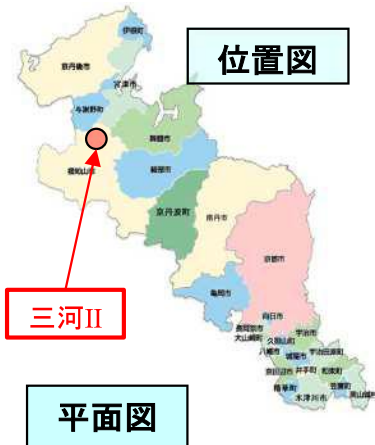 位置図
伊根町
京丹後市
宮津市
与謝野町
舞鶴市
福知山市
綾部市
京丹波町
南丹市
京都市
亀岡市
三河II
向日市
長岡京市
大山崎町
宇治市
久御山町
八幡市
城陽市
宇治田原町
京田辺市
井手町
和束町
精華町
笠置町
木津川市
南山城村
平面図